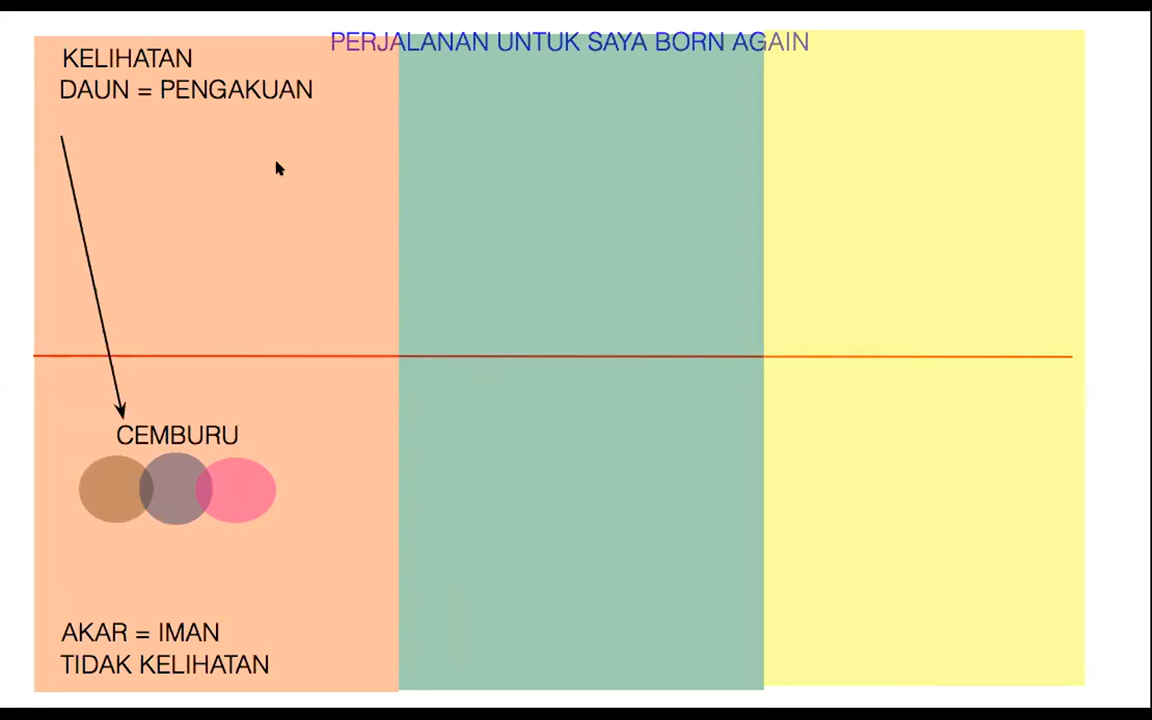 PERJALANAN UNTUK SAYA BORN AGAIN
KELIHATAN
DAUN = PENGAKUAN
CEMBURU
AKAR = IMAN
TIDAK KELIHATAN